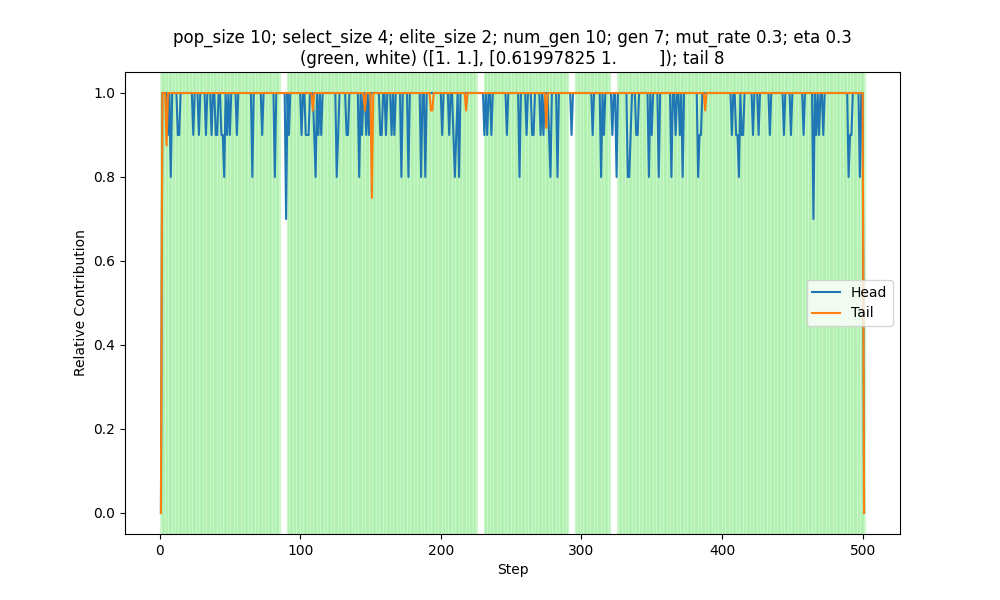 pop_size 10; select_size 4; elite_size 2; num_gen 10; gen 7; mut_rate 0.3; eta 0.3
(green, white) ([1. 1.], [0.61997825 1.         ]); tail 8
1.0
0.8
0.6
0.4
0.2
0.0
Relative Contribution
Head
Tail
0
100
200
300
400
500
Step